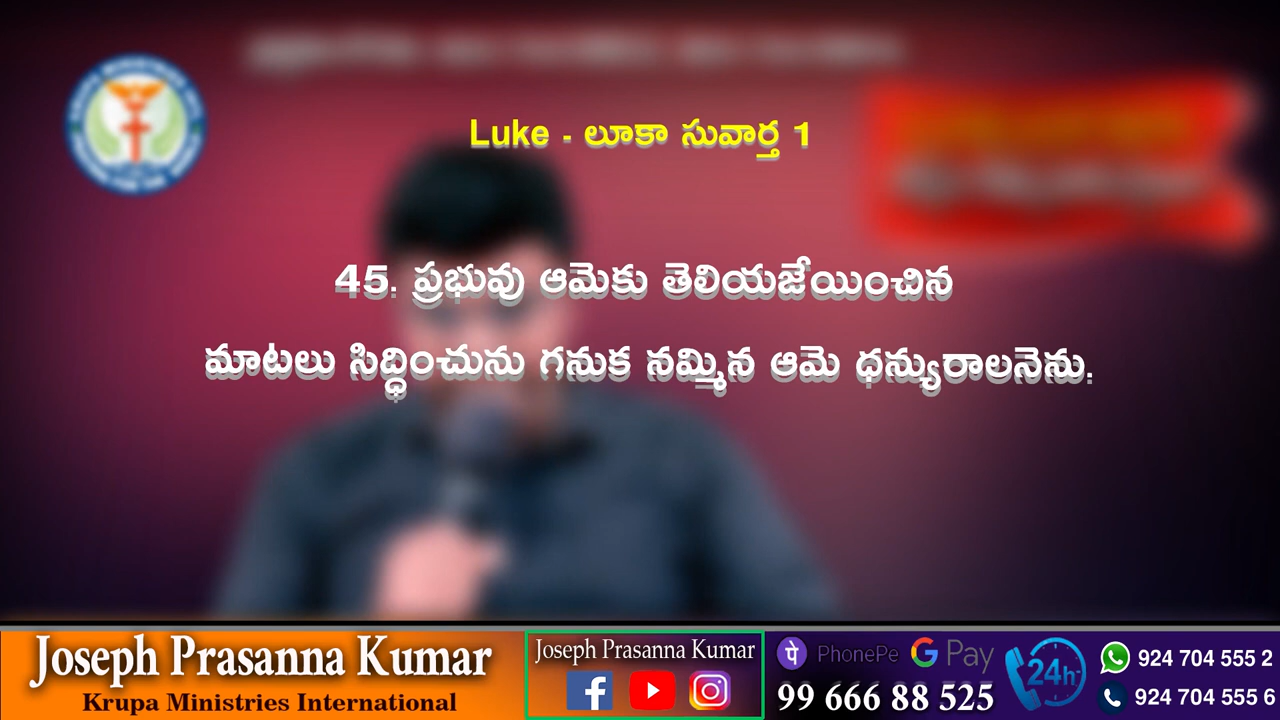 Luke - లూకా సువార్త 1
45. ప్రభువు ఆమెకు తెలియజేయించిన
మాటలు సిద్ధించును గనుక నమ్మిన ఆమె ధన్యురాలనెను.
Joseph Prasanna Kumar
Krupa Ministries International
Joseph Prasanna Kumar
PhonePe G Pay
99 666 88 525
24h
924 704 555 2
924 704 555 6